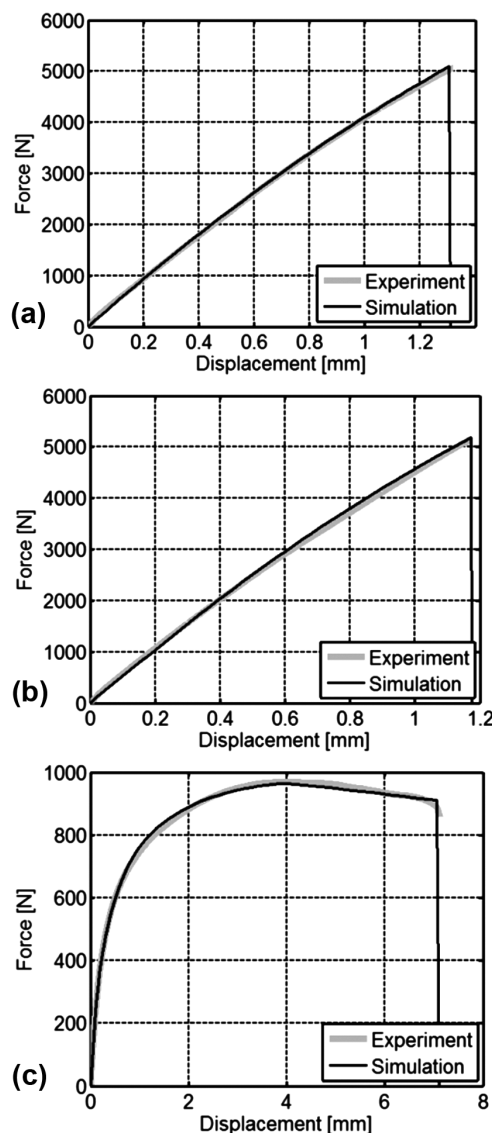 6000
5000
4000
3000
2000
1000
0
Force [N]
Experiment
Simulation
(a)
0 0.2 0.4 0.6 0.8 1 1.2
Displacement [mm]
6000
5000
4000
3000
2000
1000
0
Force [N]
Experiment
Simulation
(b)
0 0.2 0.4 0.6 0.8 1 1.2
Displacement [mm]
1000
800
600
400
200
0
Force [N]
Experiment
Simulation
(c)
0 2 4 6 8
Displacement [mm]